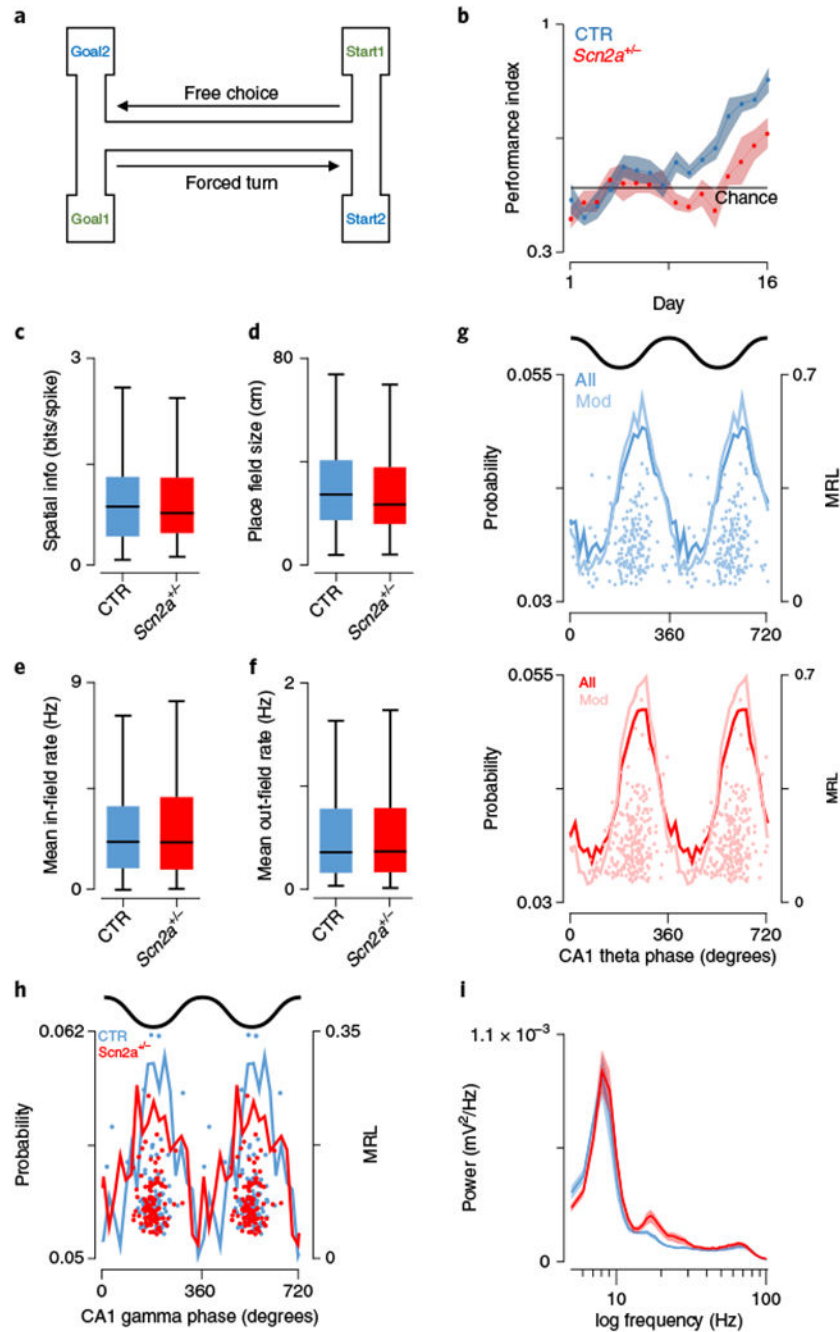 a
Goal2
Start1
Free choice
Forced turn
Goal1
Start2
b
1
CTR
Scn2a+/−
Performance index
Chance
0.3
1
16
Day
c
3
Spatial info (bits/spike)
0
CTR
Scn2a+/−
d
80
Place field size (cm)
0
CTR
Scn2a+/−
e
9
Mean in-field rate (Hz)
0
CTR
Scn2a+/−
f
2
Mean out-field rate (Hz)
0
CTR
Scn2a+/−
g
0.055
0.7
All
Mod
Probability
MRL
0.03
0
0
360
720
0.055
0.7
All
Mod
Probability
MRL
0.03
0
0
360
720
CA1 theta phase (degrees)
h
0.062
0.35
CTR
Scn2a+/−
Probability
MRL
0.05
0
0
360
720
CA1 gamma phase (degrees)
i
1.1 × 10−3
Power (mV2/Hz)
0
10
100
log frequency (Hz)